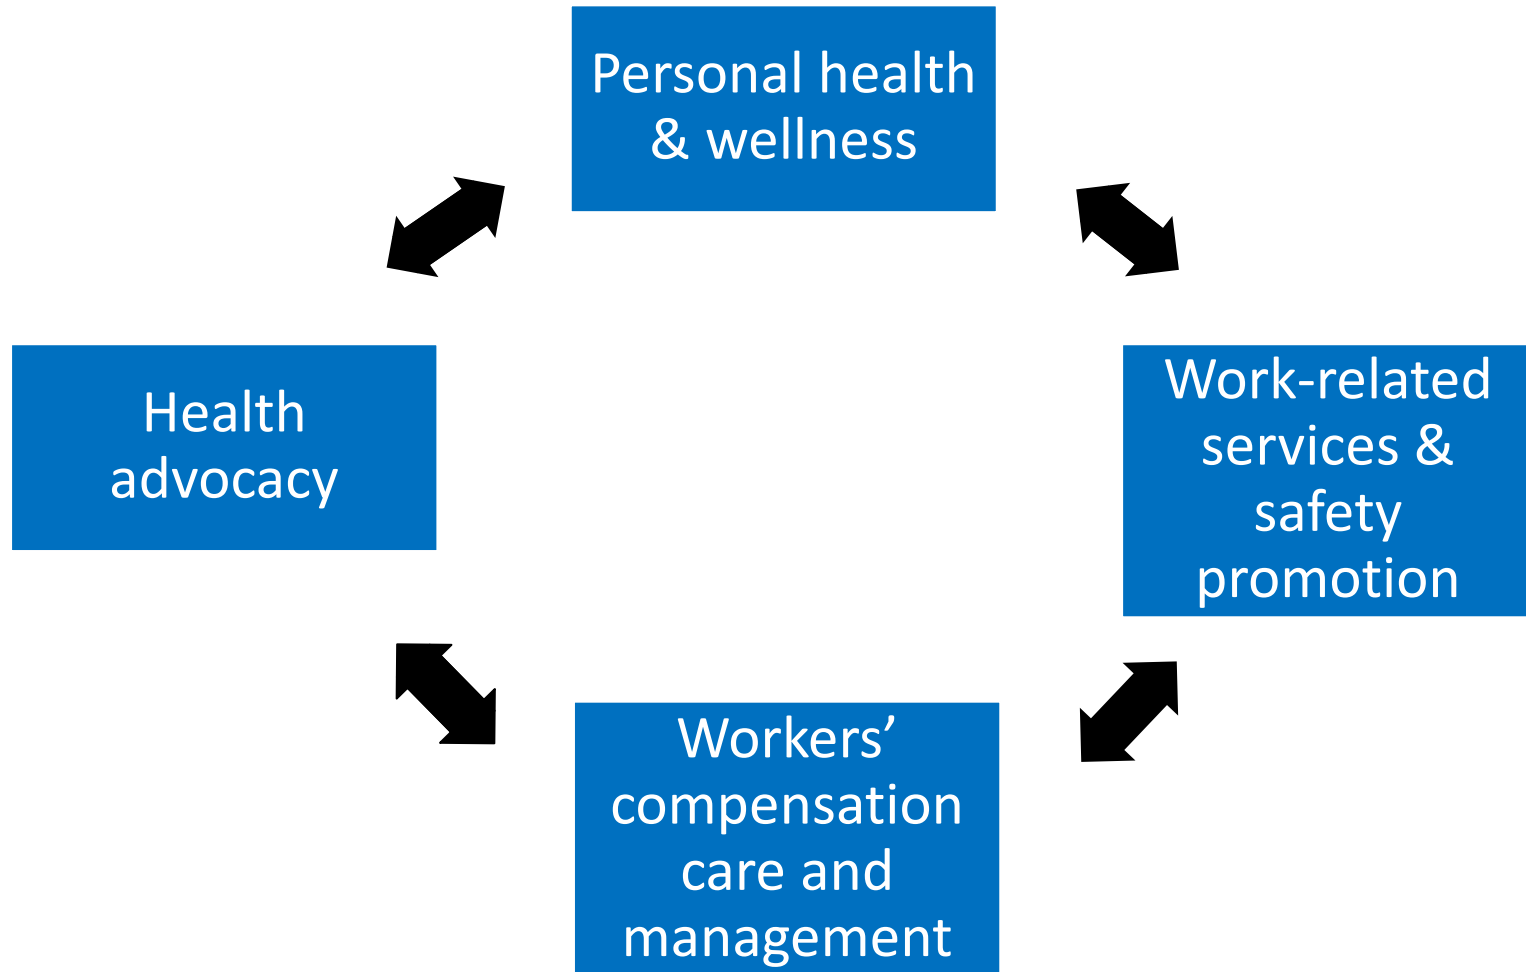 Personal health
& wellness
Health
advocacy
Work-related
services &
safety
promotion
Workers’
compensation
care and
management